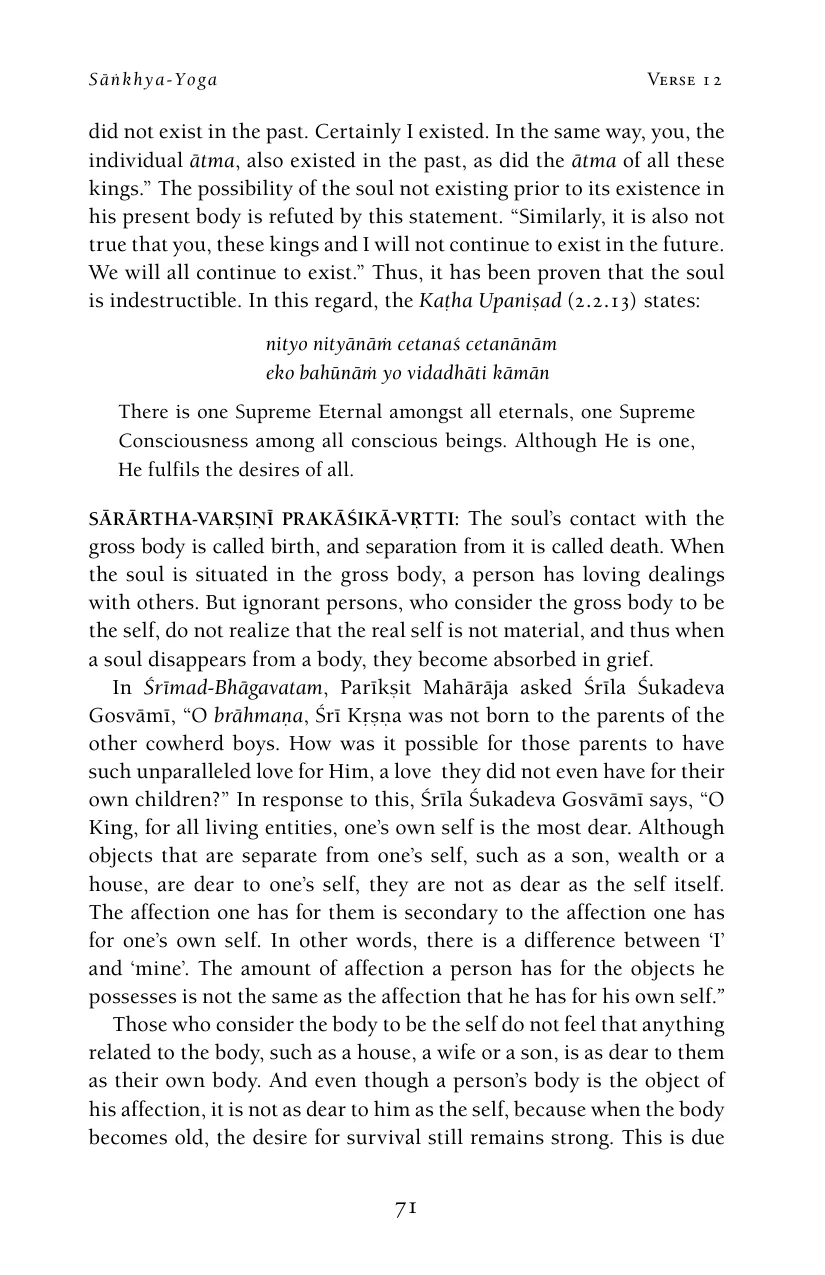 Sāṅkhya-Yoga Verse 12
did not exist in the past. Certainly I existed. In the same way, you, the
individual ātma, also existed in the past, as did the ātma of all these
kings.” The possibility of the soul not existing prior to its existence in
his present body is refuted by this statement. “Similarly, it is also not
true that you, these kings and I will not continue to exist in the future.
We will all continue to exist.” Thus, it has been proven that the soul
is indestructible. In this regard, the Kaṭha Upaniṣad (2.2.13) states:
nityo nityānāṁ cetanaś cetanānām
eko bahūnāṁ yo vidadhāti kāmān
There is one Supreme Eternal amongst all eternals, one Supreme
Consciousness among all conscious beings. Although He is one,
He fulfils the desires of all.
SĀRĀRTHA-VARṢIṆĪ PRAKĀŚIKĀ-VṚTTI: The soul’s contact with the
gross body is called birth, and separation from it is called death. When
the soul is situated in the gross body, a person has loving dealings
with others. But ignorant persons, who consider the gross body to be
the self, do not realize that the real self is not material, and thus when
a soul disappears from a body, they become absorbed in grief.
In Śrīmad-Bhāgavatam, Parīkṣit Mahārāja asked Śrīla Śukadeva
Gosvāmī, “O brāhmaṇa, Śrī Kṛṣṇa was not born to the parents of the
other cowherd boys. How was it possible for those parents to have
such unparalleled love for Him, a love they did not even have for their
own children?” In response to this, Śrīla Śukadeva Gosvāmī says, “O
King, for all living entities, one’s own self is the most dear. Although
objects that are separate from one’s self, such as a son, wealth or a
house, are dear to one’s self, they are not as dear as the self itself.
The affection one has for them is secondary to the affection one has
for one’s own self. In other words, there is a difference between ‘I’
and ‘mine’. The amount of affection a person has for the objects he
possesses is not the same as the affection that he has for his own self.”
Those who consider the body to be the self do not feel that anything
related to the body, such as a house, a wife or a son, is as dear to them
as their own body. And even though a person’s body is the object of
his affection, it is not as dear to him as the self, because when the body
becomes old, the desire for survival still remains strong. This is due
71